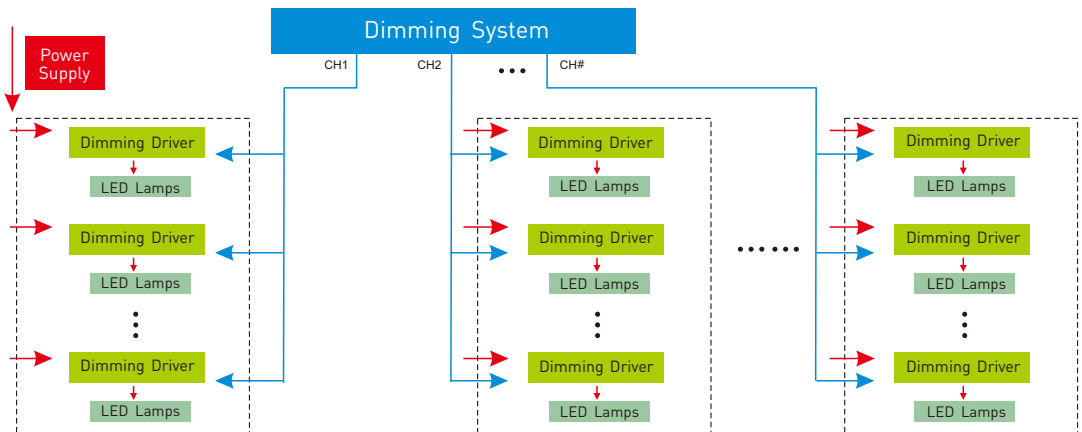 Dimming System
Power
Supply
CH1
CH2
CH#
Dimming Driver
LED Lamps
Dimming Driver
LED Lamps
Dimming Driver
LED Lamps
Dimming Driver
LED Lamps
Dimming Driver
LED Lamps
Dimming Driver
LED Lamps
Dimming Driver
LED Lamps
Dimming Driver
LED Lamps
Dimming Driver
LED Lamps